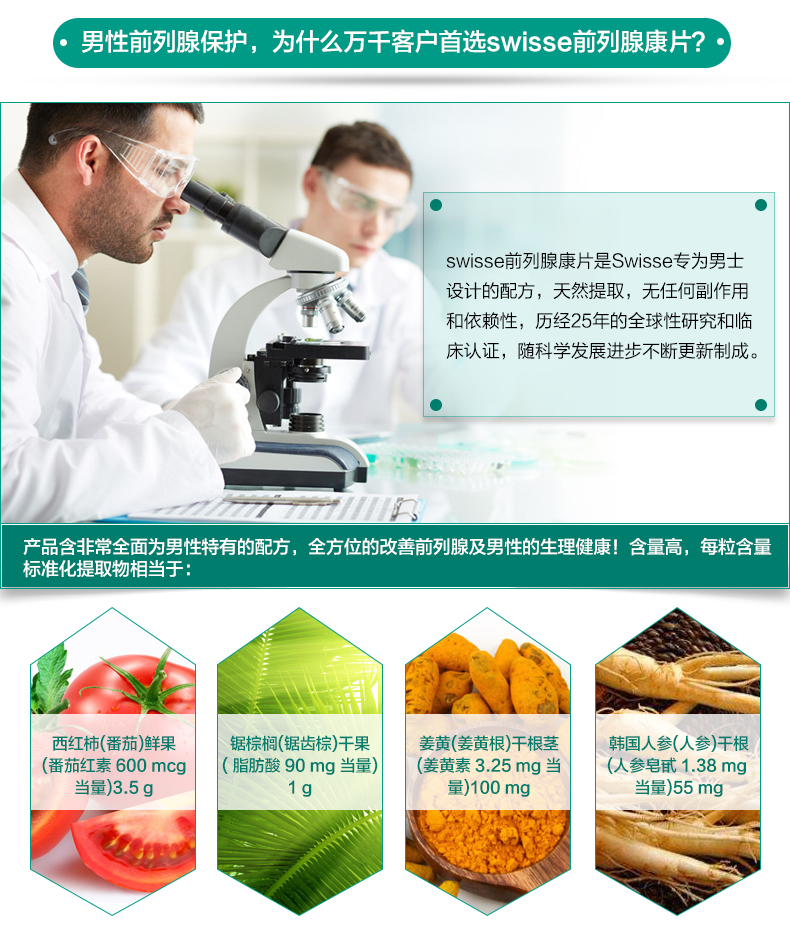 男性前列腺保护，为什么万千客户首选swisse前列腺康片？
swisse前列腺康片是Swisse专为男士
设计的配方，天然提取，无任何副作用
和依赖性，历经25年的全球性研究和临
床认证，随科学发展进步不断更新制成。
产品含非常全面为男性特有的配方，全方位的改善前列腺及男性的生理健康！含量高，每粒含量
标准化提取物相当于：
西红柿(番茄)鲜果
(番茄红素 600 mcg
当量)3.5 g
锯棕榈(锯齿棕)干果
( 脂肪酸 90 mg 当量)
1 g
姜黄(姜黄根)干根茎
(姜黄素 3.25 mg 当
量)100 mg
韩国人参(人参)干根
(人参皂甙 1.38 mg
当量)55 mg